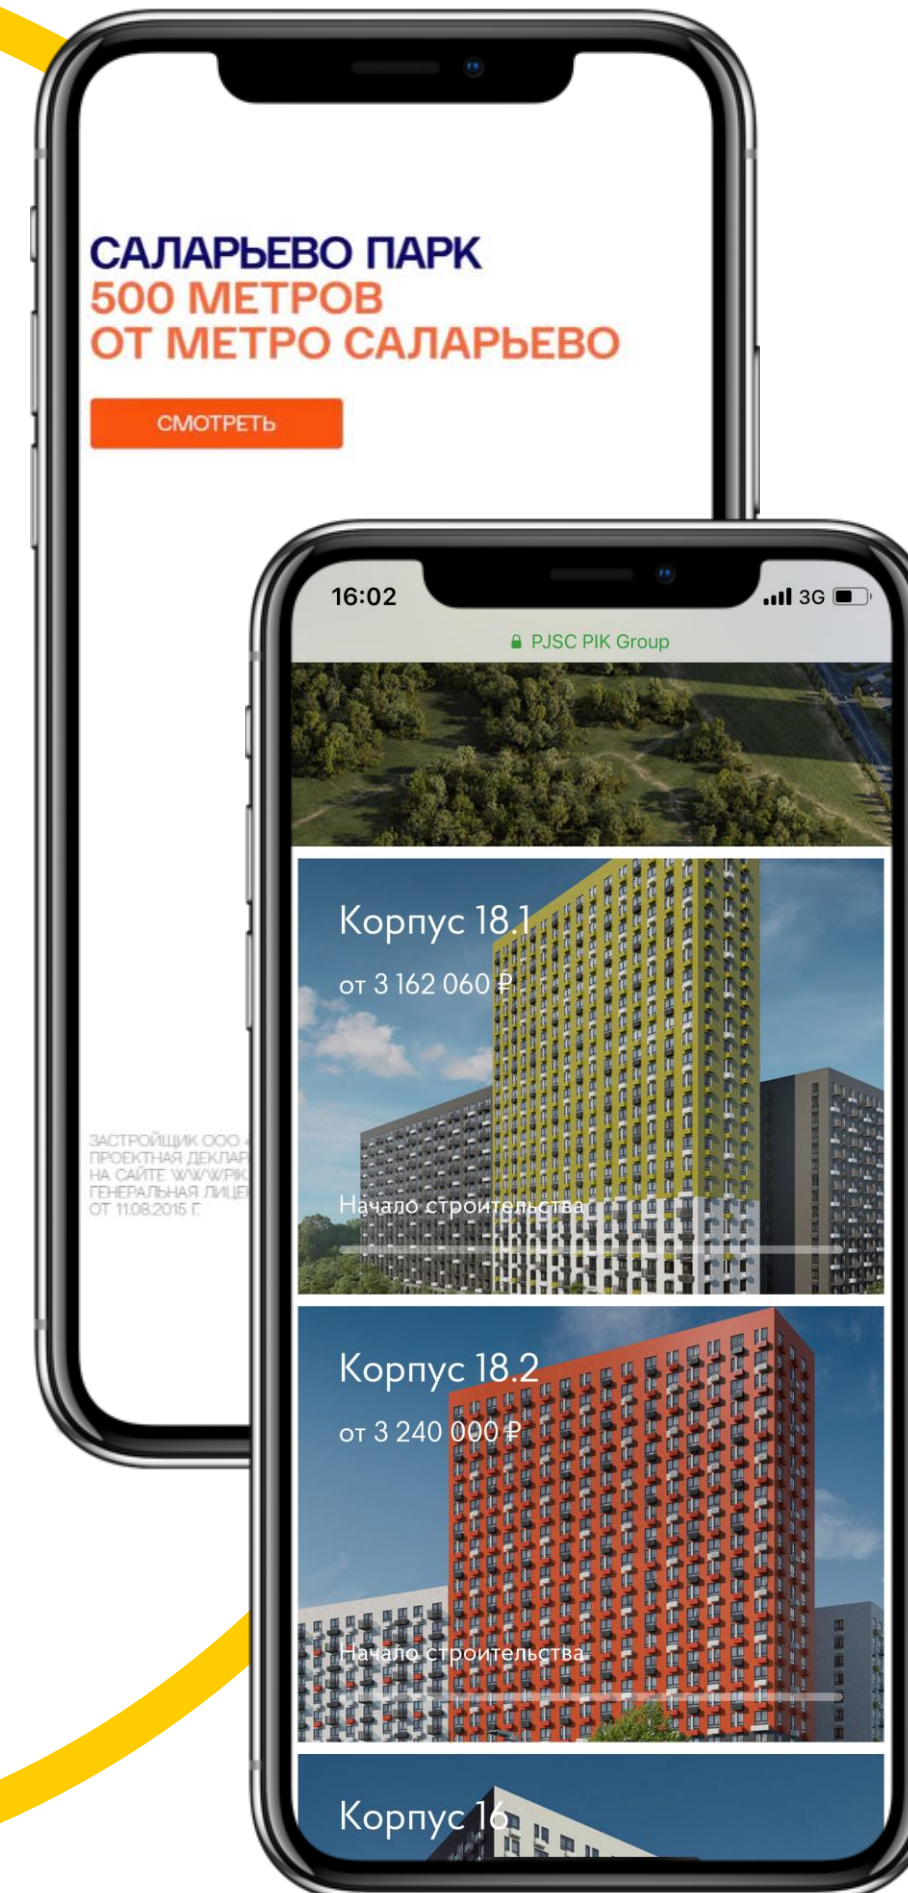 САЛАРЬЕВО ПАРК
500 МЕТРОВ
ОТ МЕТРО САЛАРЬЕВО
СМОТРЕТЬ
ЗАСТРОЙЩИК ООО
ПРОЕКТНАЯ
НА САЙТЕ WWW.PIK
ГЕНЕРАЛЬНАЯ
ОТ 11.08.2015 Г.
16:02
3G
PJSC PIK Group
Корпус 18.1
от 3 162 060 ₽
Начало строительства
Корпус 18.2
от 3 240 000 ₽
Начало строительства
Корпус 16